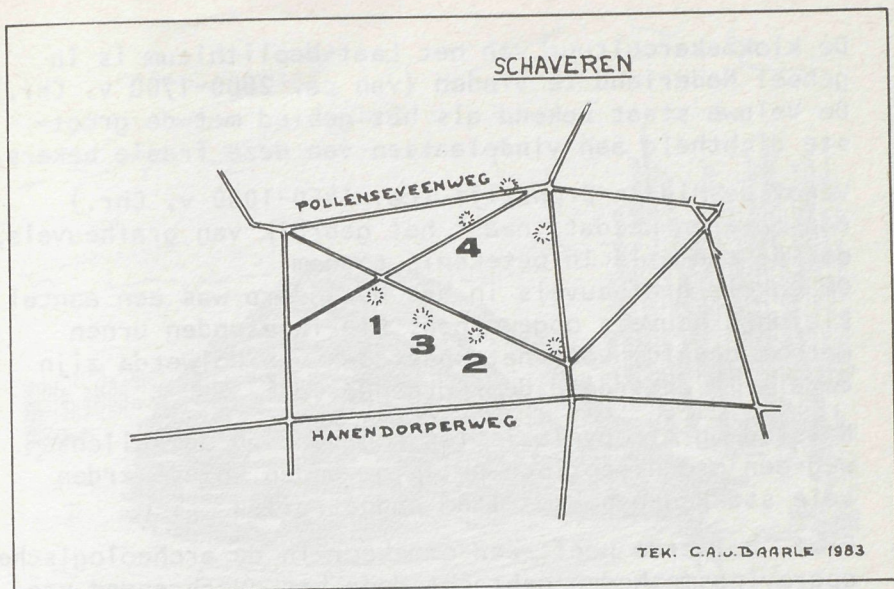 SCHAVEREN
POLLENSEVEENWEG
4
1
3
2
HANENDORPERWEG
TEK. C.A.v.BAARLE 1983